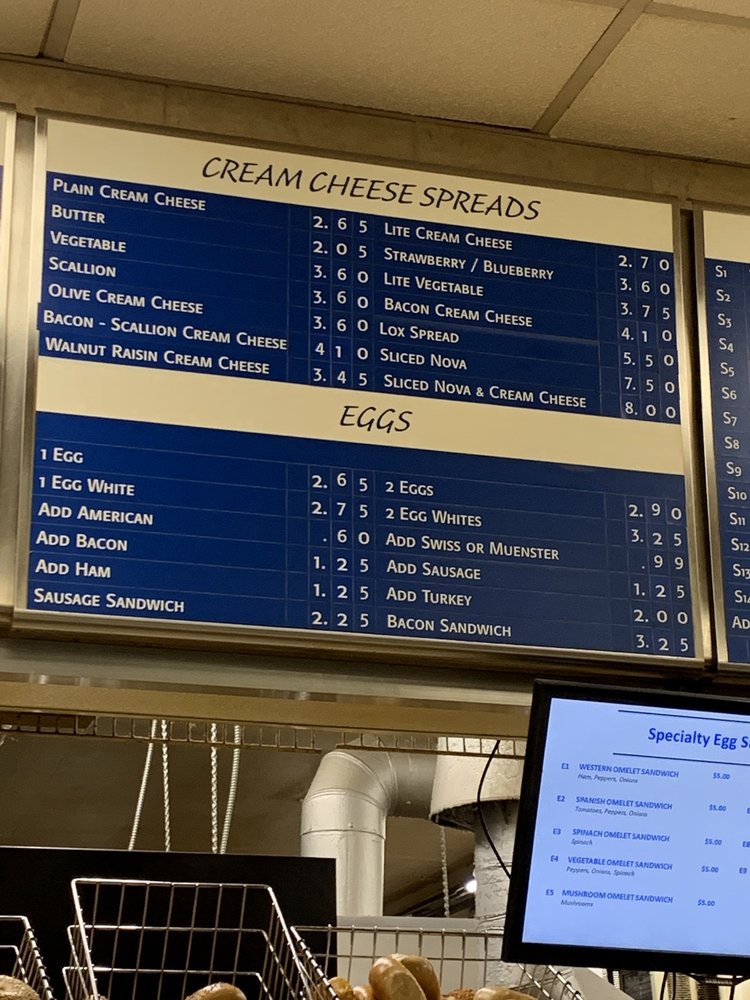 CREAM CHEESE SPREADS
PLAIN CREAM CHEESE 2.65 LITE CREAM CHEESE 2.70
BUTTER 2.05 STRAWBERRY / BLUEBERRY 3.60
VEGETABLE 3.60 LITE VEGETABLE 3.75
SCALLION 3.60 BACON CREAM CHEESE 4.10
OLIVE CREAM CHEESE 3.60 LOX SPREAD 5.50
BACON - SCALLION CREAM CHEESE 4 10 SLICED NOVA 7.50
WALNUT RAISIN CREAM CHEESE 3.45 SLICED NOVA & CREAM CHEESE 8.00
EGGS
1 EGG 2.65 2 EGGS 2.90
1 EGG WHITE 2.75 2 EGG WHITES 3.25
ADD AMERICAN .60 ADD SWISS OR MUENSTER .99
ADD BACON 1.25 ADD SAUSAGE 1.25
ADD HAM 1.25 ADD TURKEY 2.00
SAUSAGE SANDWICH 2.25 BACON SANDWICH 3.25
S1
S2
S3
S4
S5
S6
S7
S8
S9
S10
S11
S12
S13
Specialty Egg
E1 WESTERN OMELET SANDWICH $5.00
Ham, Peppers, Onions
E2 SPANISH OMELET SANDWICH $5.00
Tomatoes, Peppers, Onions
E3 SPINACH OMELET SANDWICH $5.00 E8
Spinach
E4 VEGETABLE OMELET SANDWICH $5.00 E9
Peppers, Onions, Spinach
E5 MUSHROOM OMELET SANDWICH $5.00
Mushrooms